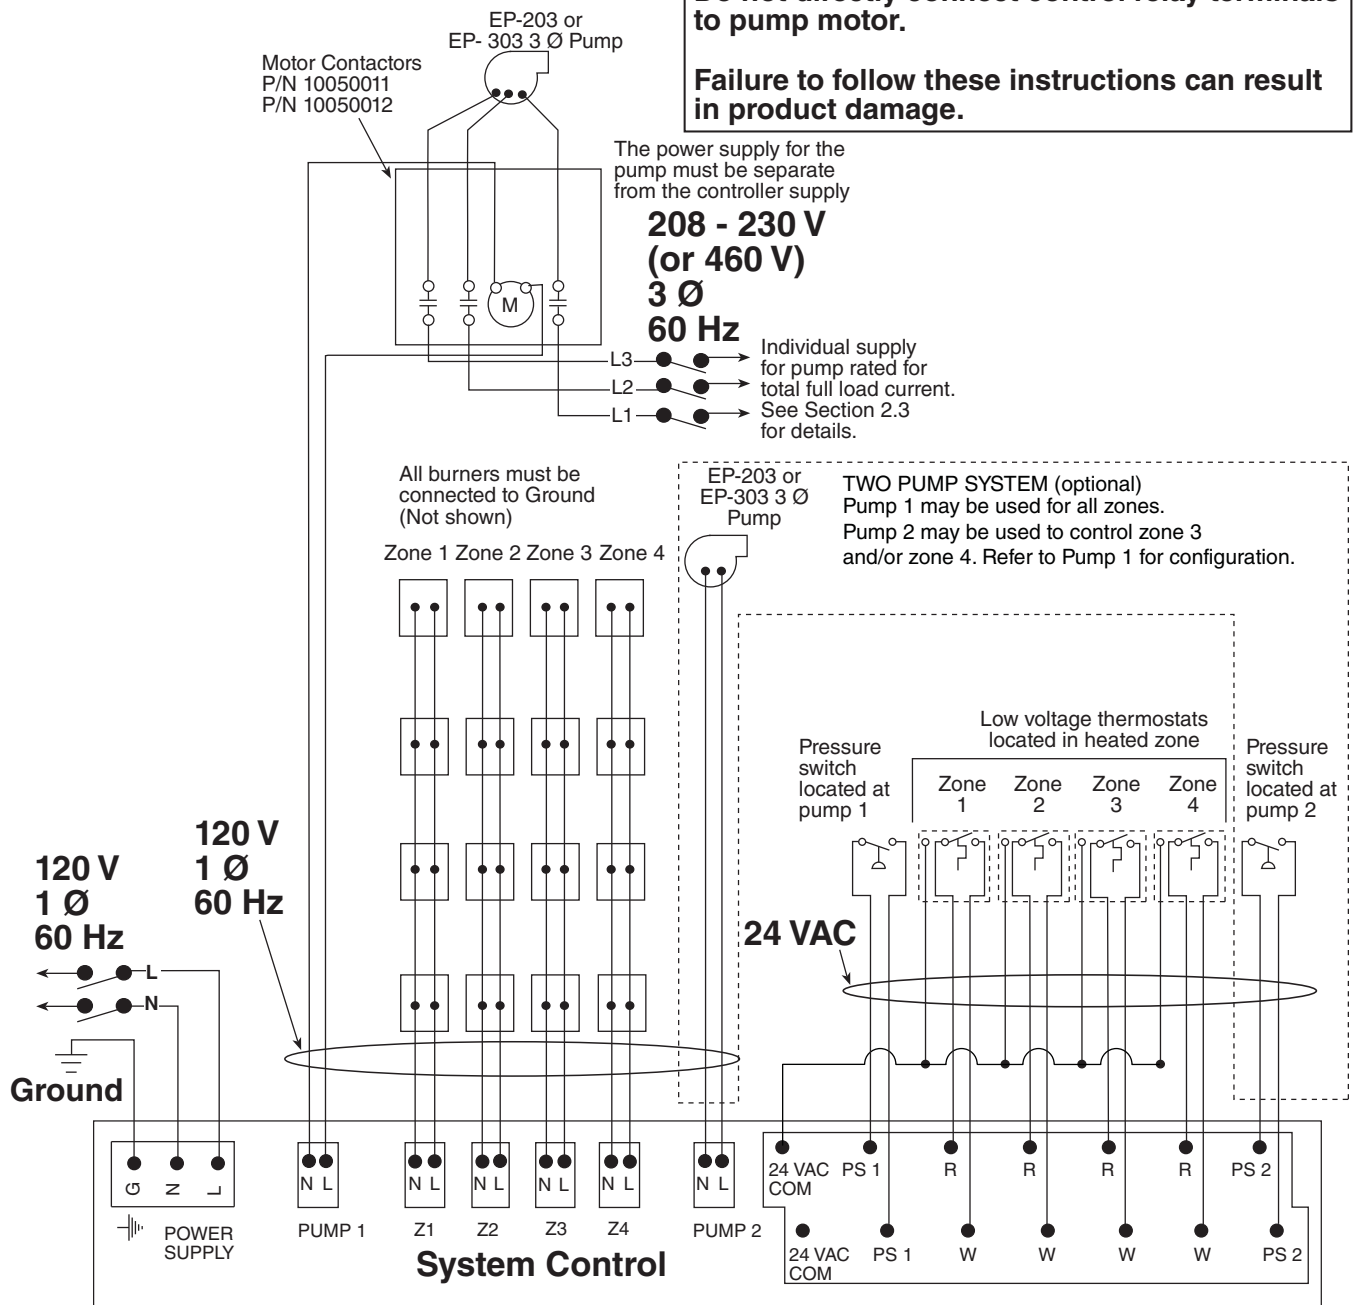 Do not directly connect control relay terminals
to pump motor.
Failure to follow these instructions can result
in product damage.
EP-203 or
EP- 303 3 Ø Pump
Motor Contactors
P/N 10050011
P/N 10050012
The power supply for the
pump must be separate
from the controller supply
208 - 230 V
(or 460 V)
3 Ø
60 Hz
M
L3
L2
L1
Individual supply
for pump rated for
total full load current.
See Section 2.3
for details.
All burners must be
connected to Ground
(Not shown)
Zone 1 Zone 2 Zone 3 Zone 4
EP-203 or
EP-303 3 Ø
Pump
TWO PUMP SYSTEM (optional)
Pump 1 may be used for all zones.
Pump 2 may be used to control zone 3
and/or zone 4. Refer to Pump 1 for configuration.
Low voltage thermostats
located in heated zone
Pressure
switch
located at
pump 1
Zone
1
Zone
2
Zone
3
Zone
4
Pressure
switch
located at
pump 2
120 V
1 Ø
60 Hz
120 V
1 Ø
60 Hz
24 VAC
L
N
Ground
G N L
POWER
SUPPLY
N L
PUMP 1
N L
Z1
N L
Z2
N L
Z3
N L
Z4
N L
PUMP 2
System Control
24 VAC
COM
PS 1
R
R
R
R
PS 2
24 VAC
COM
PS 1
W
W
W
W
PS 2